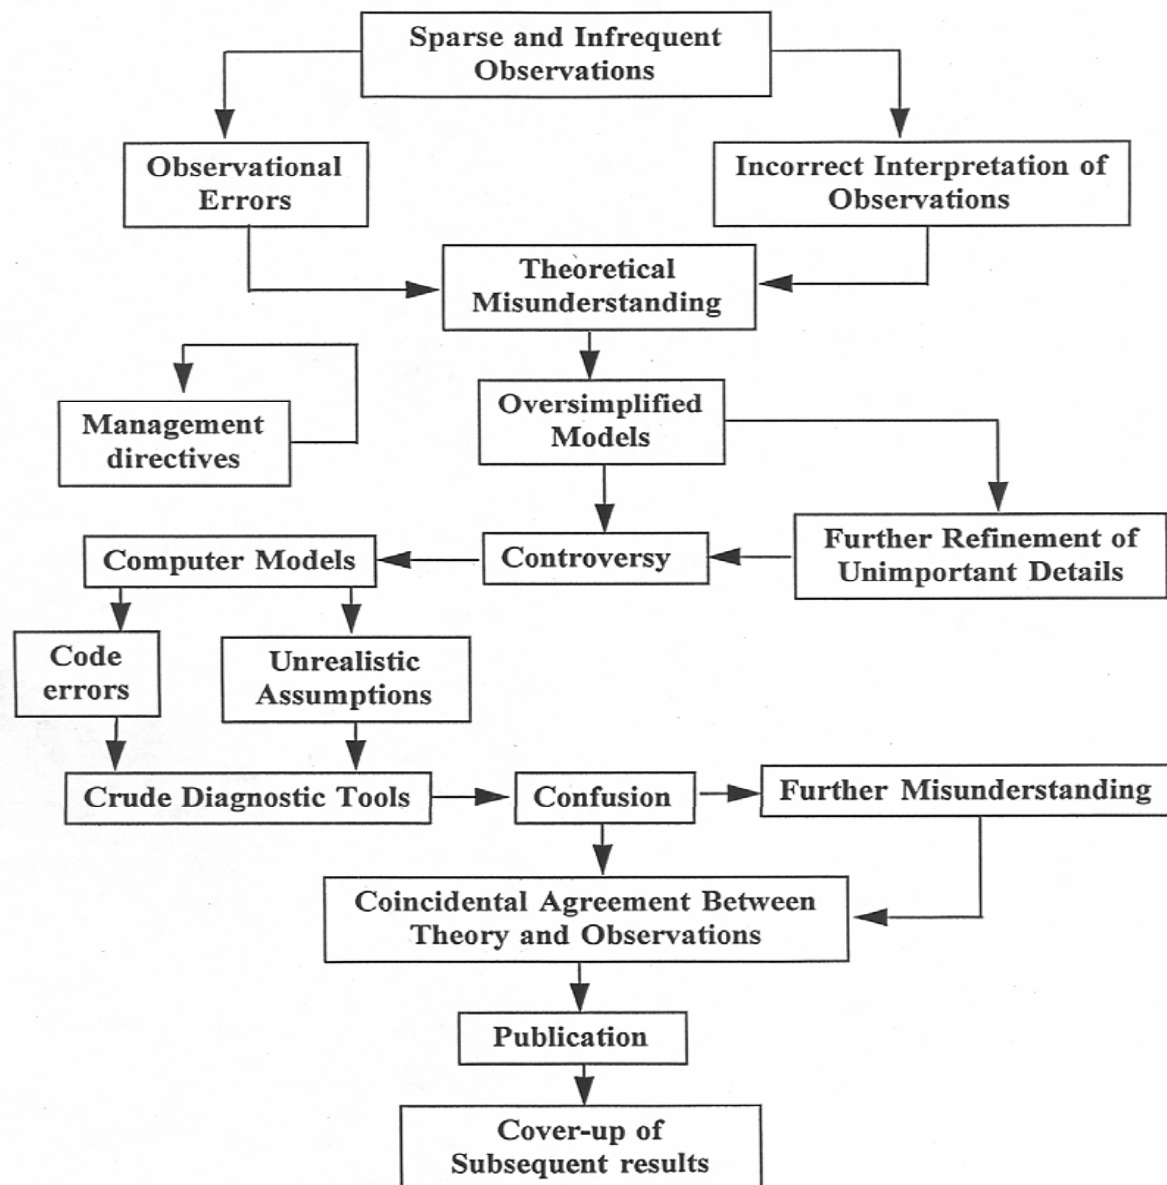 Sparse and Infrequent
Observations
Observational
Errors
Incorrect Interpretation of
Observations
Theoretical
Misunderstanding
Management
directives
Oversimplified
Models
Computer Models
Controversy
Further Refinement of
Unimportant Details
Code
errors
Unrealistic
Assumptions
Crude Diagnostic Tools
Confusion
Further Misunderstanding
Coincidental Agreement Between
Theory and Observations
Publication
Cover-up of
Subsequent results